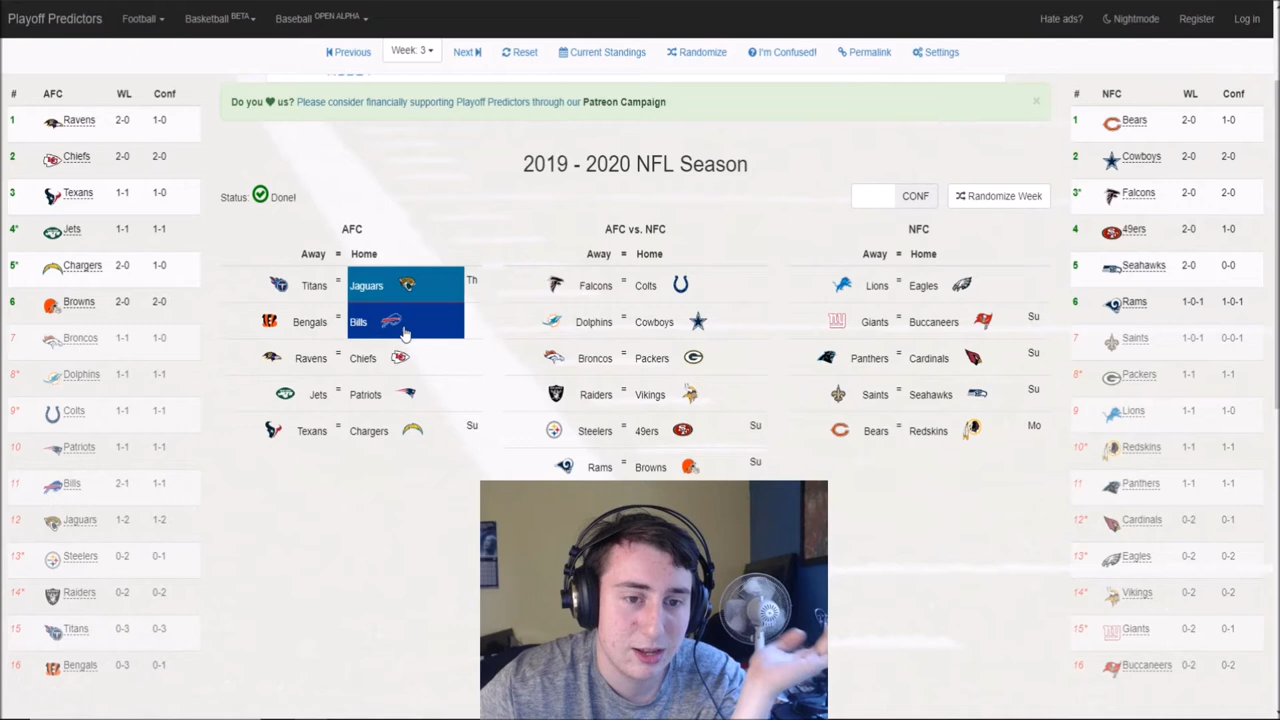 Playoff Predictors Football Basketball BETA Baseball OPEN ALPHA Hate ads? Nightmode Register Log in
Previous Week: 3 Next Reset Current Standings Randomize I'm Confused! Permalink Settings
Do you us? Please consider financially supporting Playoff Predictors through our Patreon Campaign ×
2019 - 2020 NFL Season
Status: Done! CONF Randomize Week
# AFC WL Conf
1 Ravens 2-0 1-0
2 Chiefs 2-0 2-0
3 Texans 1-1 1-0
4* Jets 1-1 1-1
5* Chargers 2-0 1-0
6 Browns 2-0 2-0
7 Broncos 1-1 1-1
8* Dolphins 1-1 1-1
9* Colts 1-1 1-1
10 Patriots 1-1 1-1
11 Bills 2-1 1-1
12 Jaguars 1-2 1-2
13* Steelers 0-2 0-1
14* Raiders 0-2 0-2
15 Titans 0-3 0-3
16 Bengals 0-3 0-1
AFC
Away = Home
Titans = Jaguars Th
Bengals = Bills
Ravens = Chiefs
Jets = Patriots
Texans = Chargers Su
AFC vs. NFC
Away = Home
Falcons = Colts
Dolphins = Cowboys
Broncos = Packers
Raiders = Vikings
Steelers = 49ers Su
Rams = Browns Su
NFC
Away = Home
Lions = Eagles
Giants = Buccaneers Su
Panthers = Cardinals Su
Saints = Seahawks Su
Bears = Redskins Mo
# NFC WL Conf
1 Bears 2-0 1-0
2 Cowboys 2-0 2-0
3* Falcons 2-0 2-0
4 49ers 2-0 1-0
5 Seahawks 2-0 0-0
6 Rams 1-0-1 1-0-1
7 Saints 1-0-1 0-0-1
8* Packers 1-1 1-1
9 Lions 1-1 1-0
10* Redskins 1-1 1-1
11 Panthers 1-1 1-1
12* Cardinals 0-2 0-1
13* Eagles 0-2 0-2
14* Vikings 0-2 0-2
15* Giants 0-2 0-1
16 Buccaneers 0-2 0-2